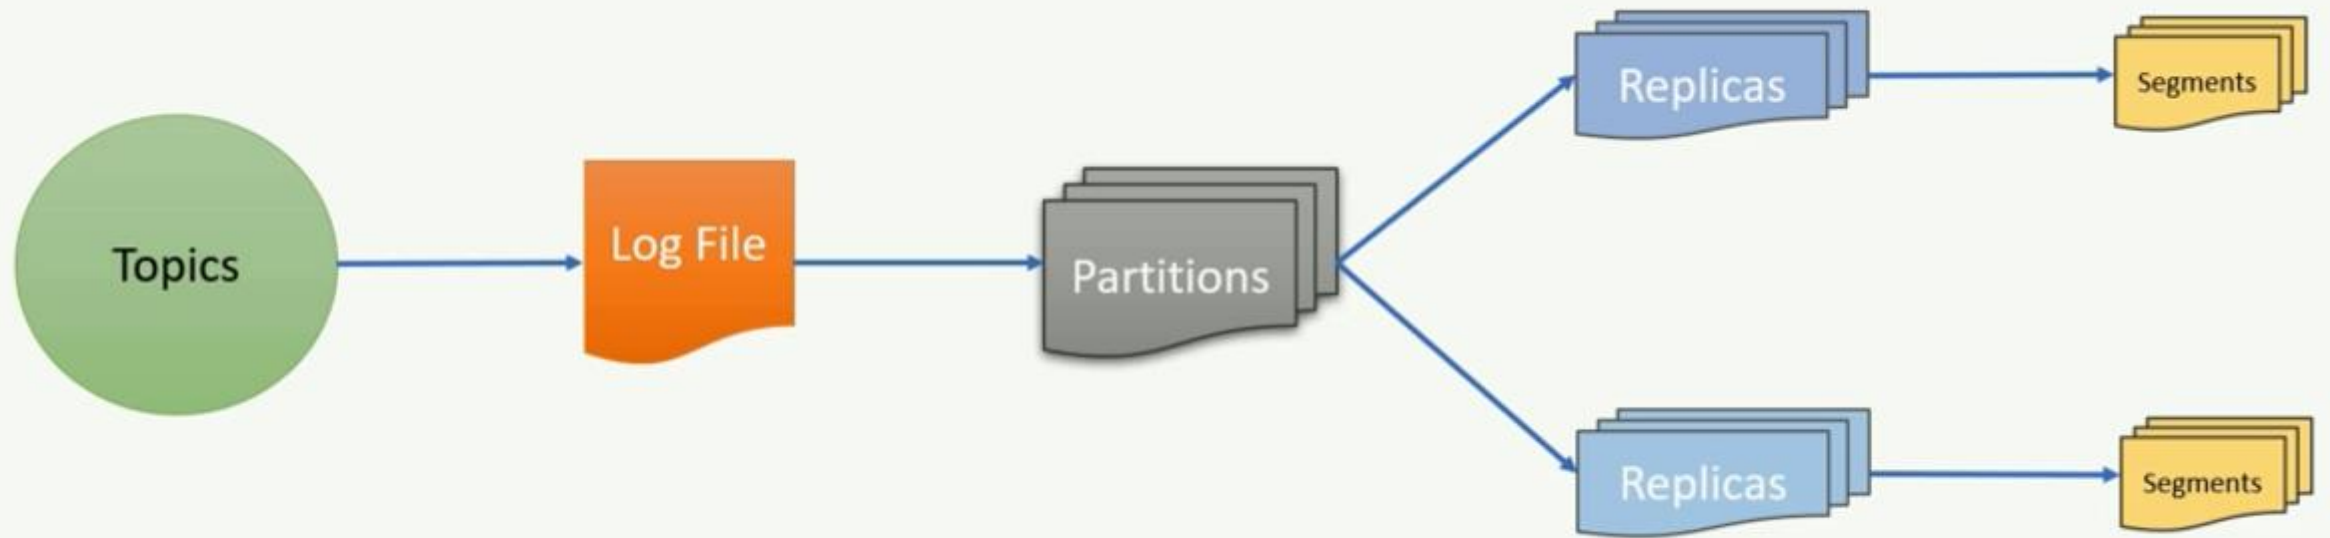 Topics
Log File
Partitions
Replicas
Segments
Replicas
Segments